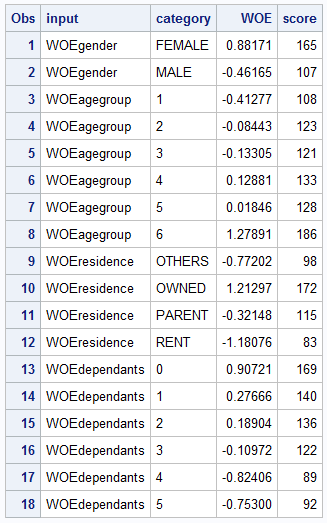 Obs input category WOE score
1 WOEgender FEMALE 0.88171 165
2 WOEgender MALE -0.46165 107
3 WOEagegroup 1 -0.41277 108
4 WOEagegroup 2 -0.08443 123
5 WOEagegroup 3 -0.13305 121
6 WOEagegroup 4 0.12881 133
7 WOEagegroup 5 0.01846 128
8 WOEagegroup 6 1.27891 186
9 WOEresidence OTHERS -0.77202 98
10 WOEresidence OWNED 1.21297 172
11 WOEresidence PARENT -0.32148 115
12 WOEresidence RENT -1.18076 83
13 WOEdependants 0 0.90721 169
14 WOEdependants 1 0.27666 140
15 WOEdependants 2 0.18904 136
16 WOEdependants 3 -0.10972 122
17 WOEdependants 4 -0.82406 89
18 WOEdependants 5 -0.75300 92